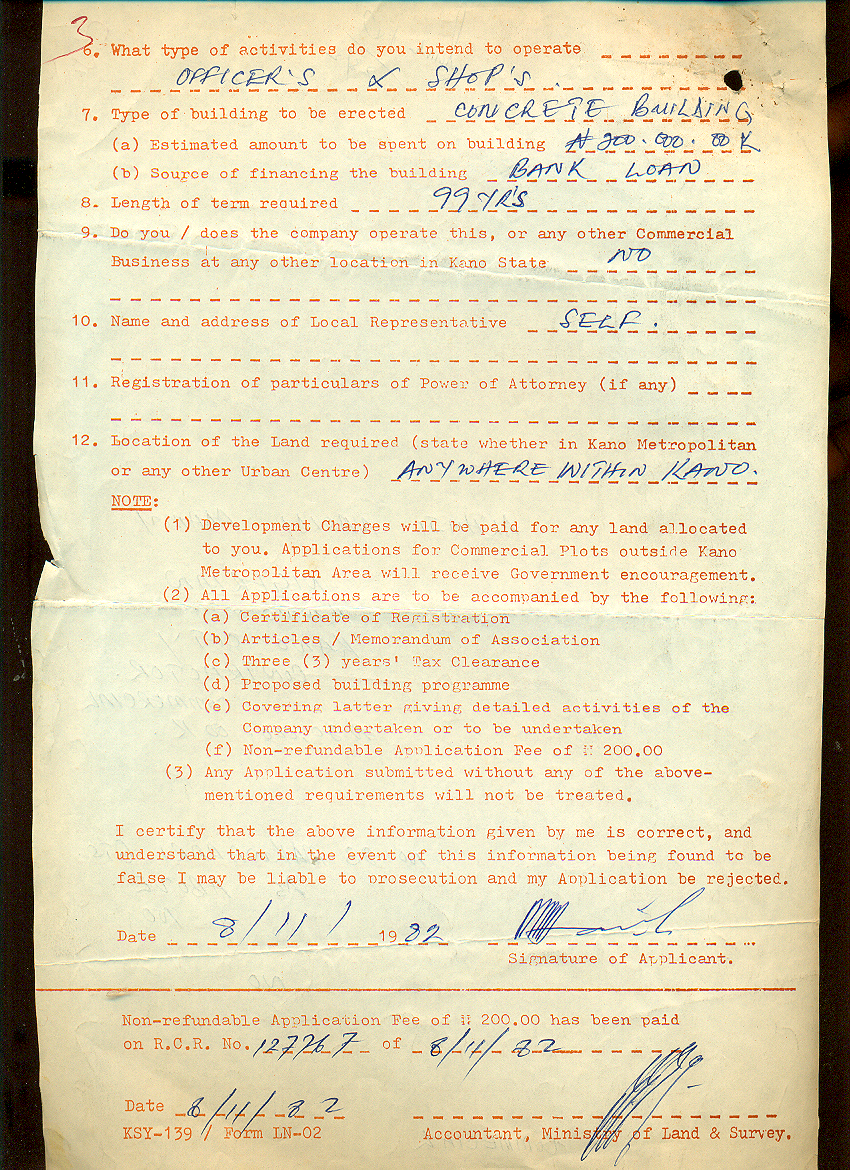 3
6. What type of activities do you intend to operate
OFFICER'S & SHOP'S.
7. Type of building to be erected CONCRETE BUILDING
(a) Estimated amount to be spent on building ₦ 200.000.00 K
(b) Source of financing the building BANK LOAN
8. Length of term required 99 YRS
9. Do you / does the company operate this, or any other Commercial
Business at any other location in Kano State NO
10. Name and address of Local Representative SELF.
11. Registration of particulars of Power of Attorney (if any)
12. Location of the Land required (state whether in Kano Metropolitan
or any other Urban Centre) ANYWHERE WITHIN KANO.
NOTE:
(1) Development Charges will be paid for any land allocated
to you. Applications for Commercial Plots outside Kano
Metropolitan Area will receive Government encouragement.
(2) All Applications are to be accompanied by the following:
(a) Certificate of Registration
(b) Articles / Memorandum of Association
(c) Three (3) years' Tax Clearance
(d) Proposed building programme
(e) Covering latter giving detailed activities of the
Company undertaken or to be undertaken
(f) Non-refundable Application Fee of ₦ 200.00
(3) Any Application submitted without any of the above-
mentioned requirements will not be treated.
I certify that the above information given by me is correct, and
understand that in the event of this information being found to be
false I may be liable to prosecution and my Application be rejected.
Date 8/11/ 1982
Signature of Applicant.
Non-refundable Application Fee of ₦ 200.00 has been paid
on R.C.R. No. 127767 of 8/11/82
Date 8/11/82
KSY-139 / Form LN-02 Accountant, Ministry of Land & Survey.